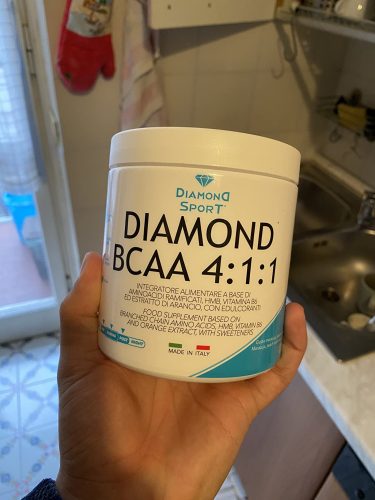 DIAMOND
SPORT
DIAMOND
BCAA 4:1:1
INTEGRATORE ALIMENTARE A BASE DI
AMINOACIDI RAMIFICATI, HMB, VITAMINA B6
ED ESTRATTO DI ARANCIO, CON EDULCORANTI
FOOD SUPPLEMENT BASED ON
BRANCHED CHAIN AMINO ACIDS, HMB, VITAMIN B6
AND ORANGE EXTRACT, WITH SWEETENERS
MADE IN ITALY